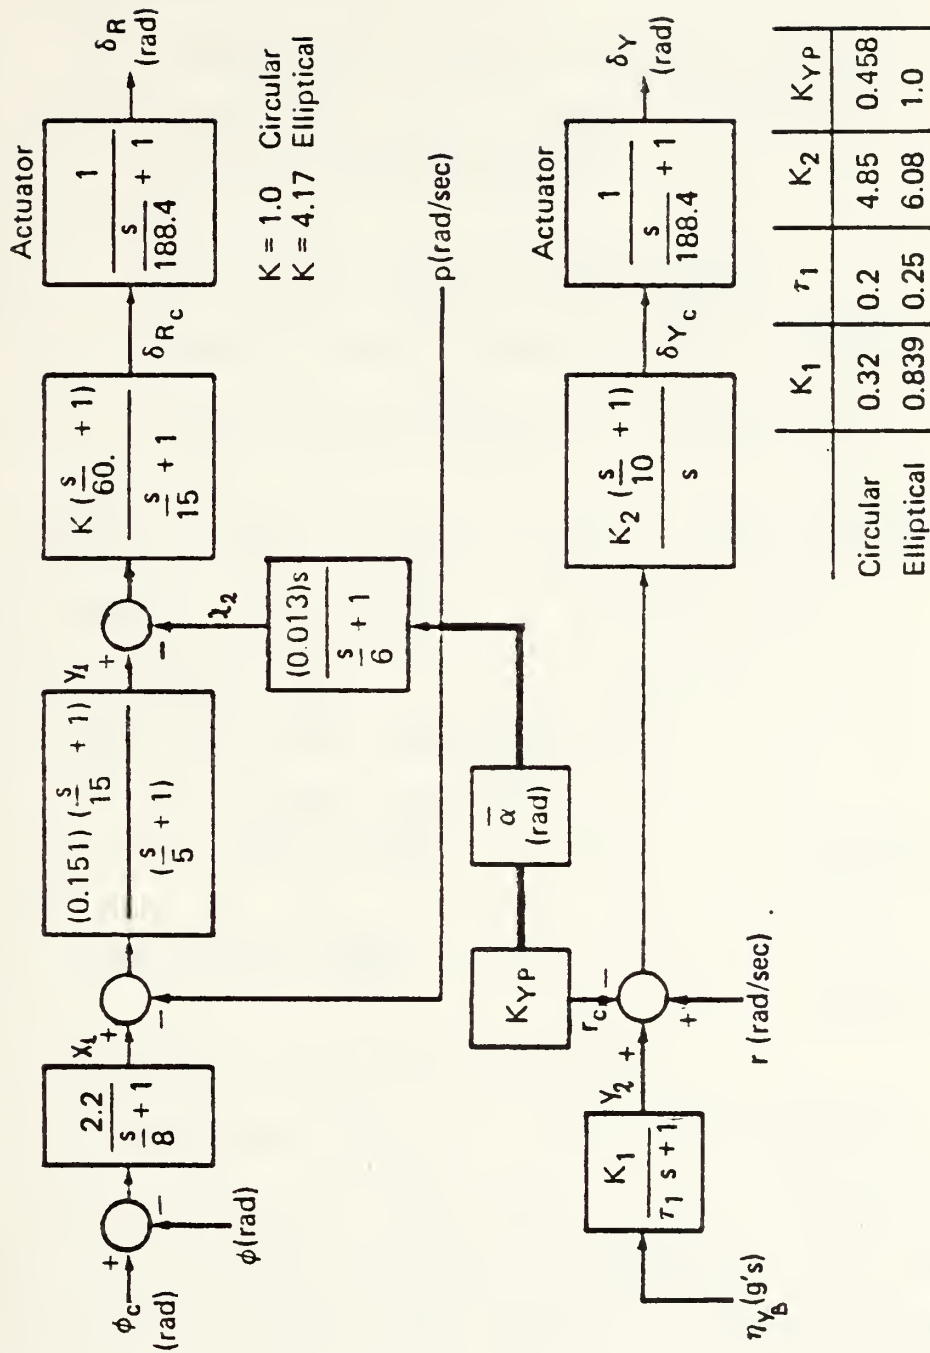 φc
(rad)
+
−
φ(rad)
2.2
s
8 + 1
X1
+
−
(0.151) (s/15 + 1)
(s/5 + 1)
Y1
+
−
λ2
K (s/60. + 1)
s/15 + 1
δRc
Actuator
1
s/188.4 + 1
δR
(rad)
K = 1.0 Circular
K = 4.17 Elliptical
(0.013)s
s/6 + 1
p(rad/sec)
KYP
α̅
(rad)
rc
−
ηyB(g's)
K1
τ1 s + 1
Y2
+
+
r (rad/sec)
K2 (s/10 + 1)
s
δYc
Actuator
1
s/188.4 + 1
δY
(rad)
K1 τ1 K2 KYP
Circular 0.32 0.2 4.85 0.458
Elliptical 0.839 0.25 6.08 1.0